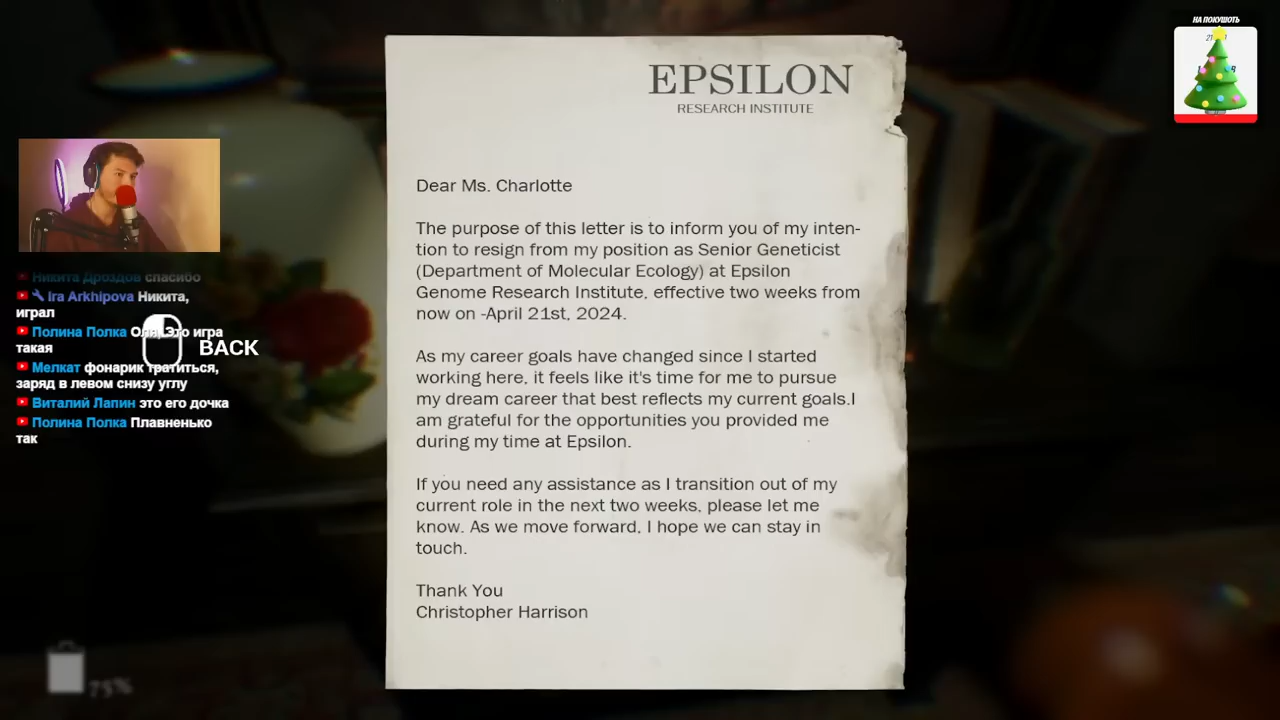 НА ПОКУШОТЬ
EPSILON
RESEARCH INSTITUTE
Dear Ms. Charlotte
The purpose of this letter is to inform you of my inten-
tion to resign from my position as Senior Geneticist
(Department of Molecular Ecology) at Epsilon
Genome Research Institute, effective two weeks from
now on -April 21st, 2024.
As my career goals have changed since I started
working here, it feels like it's time for me to pursue
my dream career that best reflects my current goals.I
am grateful for the opportunities you provided me
during my time at Epsilon.
If you need any assistance as I transition out of my
current role in the next two weeks, please let me
know. As we move forward, I hope we can stay in
touch.
Thank You
Christopher Harrison
Никита Дроздов спасибо
Ira Arkhipova Никита,
играл
Полина Полка Оля, Это игра
такая
BACK
Мелкат фонарик тратиться,
заряд в левом снизу углу
Виталий Лапин это его дочка
Полина Полка Плавненько
так
75%